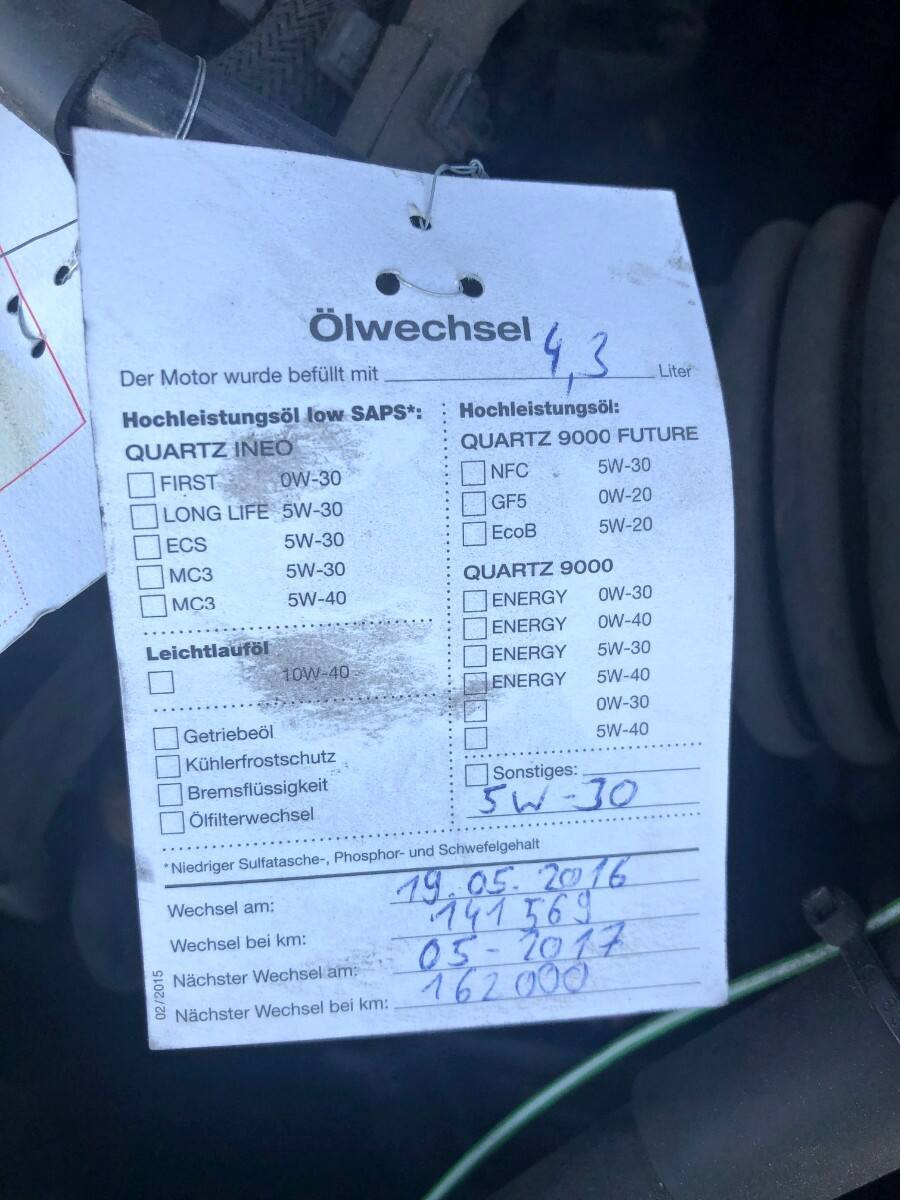 Ölwechsel
Der Motor wurde befüllt mit 4,3 Liter
Hochleistungsöl low SAPS*:
QUARTZ INEO
FIRST 0W-30
LONG LIFE 5W-30
ECS 5W-30
MC3 5W-30
MC3 5W-40
Leichtlauföl
10W-40
Getriebeöl
Kühlerfrostschutz
Bremsflüssigkeit
Ölfilterwechsel
Hochleistungsöl:
QUARTZ 9000 FUTURE
NFC 5W-30
GF5 0W-20
EcoB 5W-20
QUARTZ 9000
ENERGY 0W-30
ENERGY 0W-40
ENERGY 5W-30
ENERGY 5W-40
0W-30
5W-40
Sonstiges:
5W-30
*Niedriger Sulfatasche-, Phosphor- und Schwefelgehalt
Wechsel am: 19.05.2016
Wechsel bei km: 141 569
Nächster Wechsel am: 05-2017
Nächster Wechsel bei km: 162000
02/2015